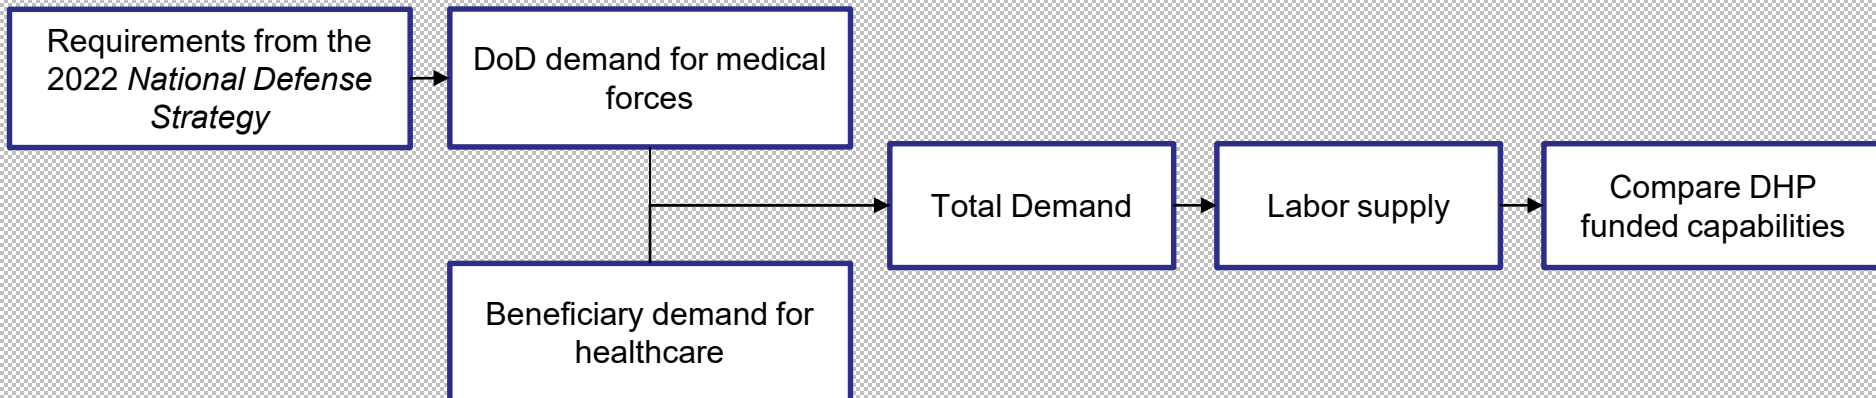 Requirements from the
2022 National Defense
Strategy
DoD demand for medical
forces
Total Demand
Labor supply
Compare DHP
funded capabilities
Beneficiary demand for
healthcare